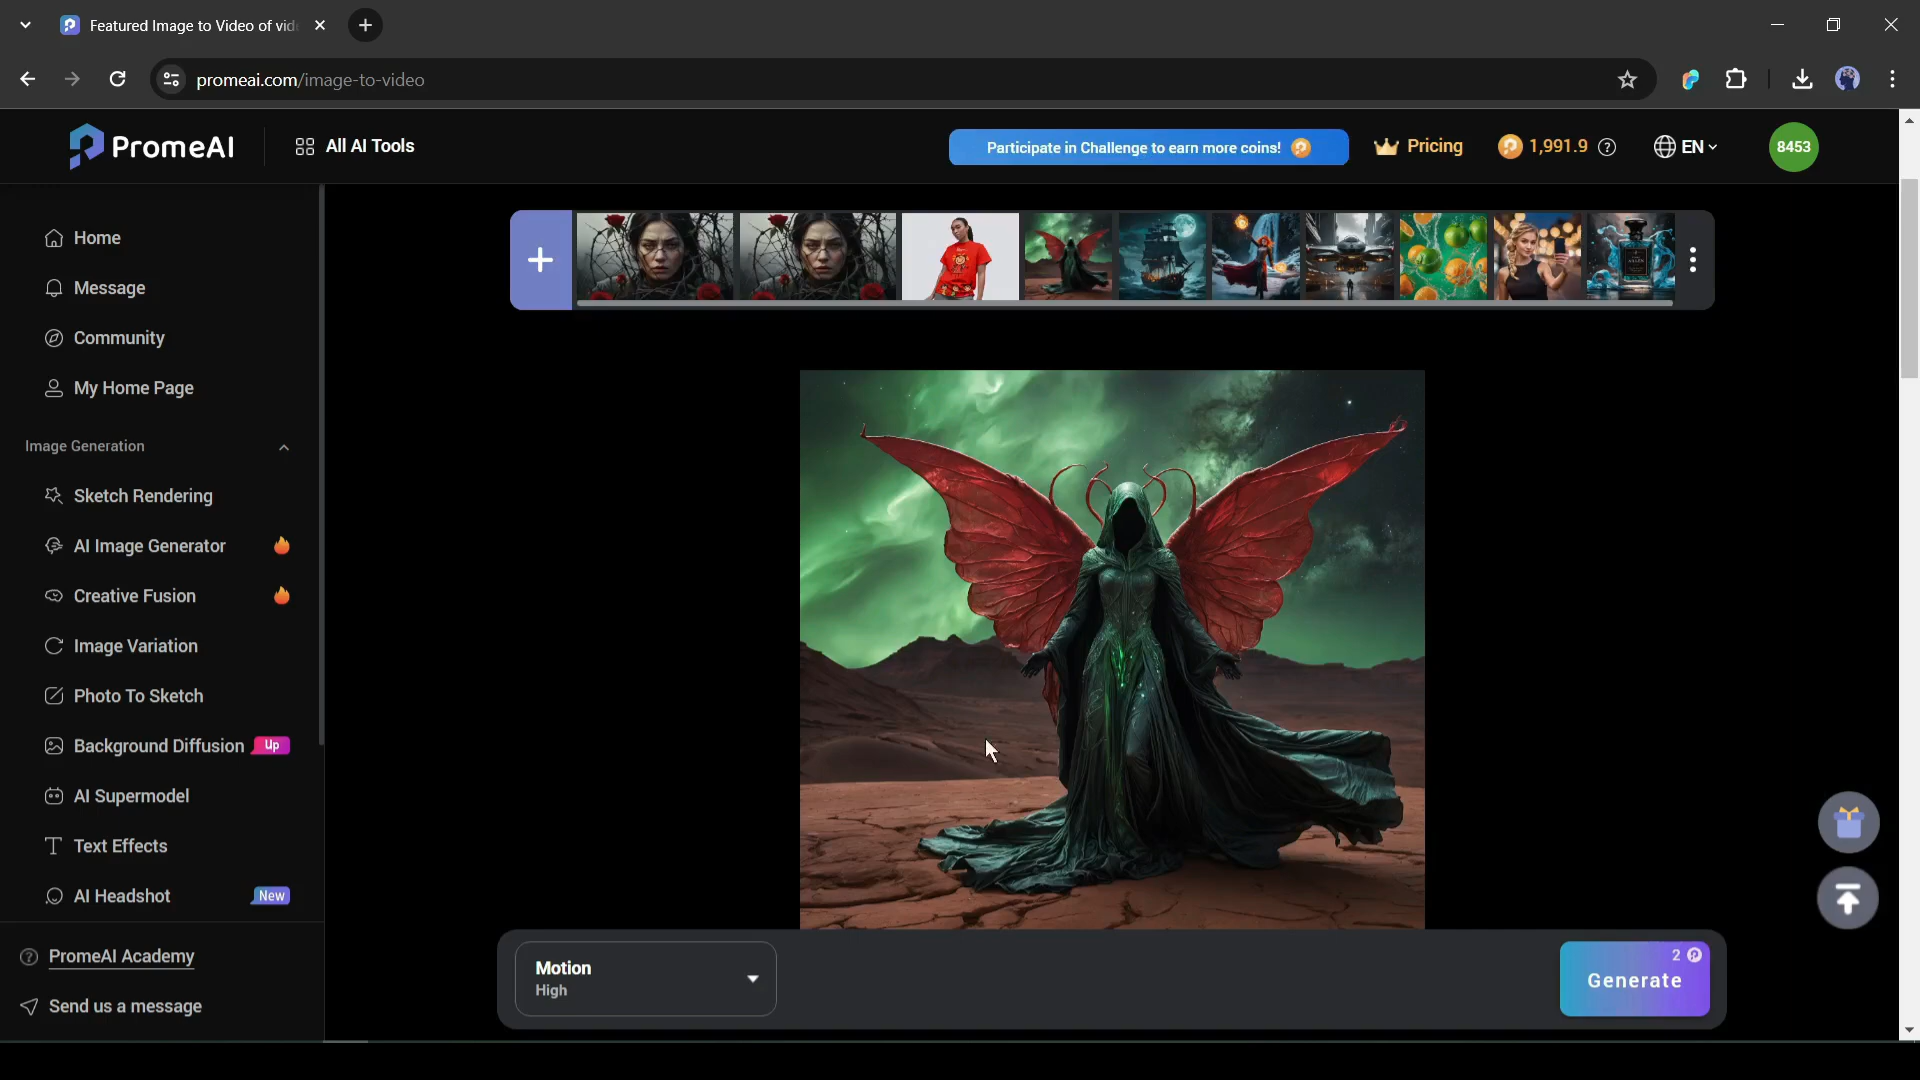 Featured Image to Video of vid
promeai.com/image-to-video
PromeAI
All AI Tools
Participate in Challenge to earn more coins!
Pricing
1,991.9
EN
8453
Home
Message
Community
My Home Page
Image Generation
Sketch Rendering
AI Image Generator
Creative Fusion
Image Variation
Photo To Sketch
Background Diffusion Up
AI Supermodel
Text Effects
AI Headshot New
PromeAI Academy
Send us a message
Motion
High
2
Generate